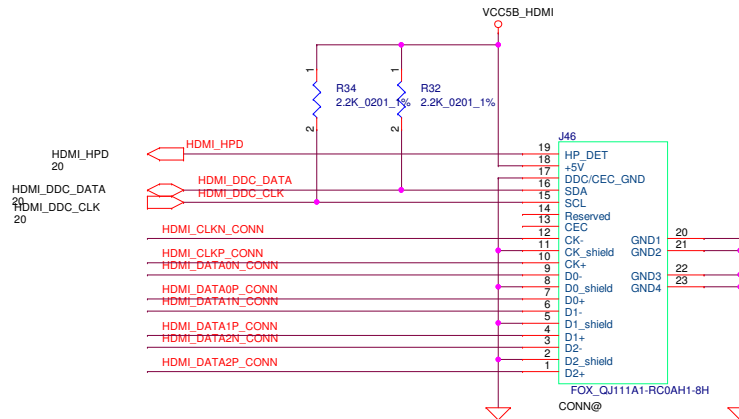 VCC5B_HDMI
1
1
R34
R32
2.2K_0201_1%
2.2K_0201_1%
2
2
J46
HDMI_HPD
HDMI_HPD
20
19
HP_DET
18
+5V
17
DDC/CEC_GND
HDMI_DDC_DATA
20
HDMI_DDC_DATA
16
SDA
HDMI_DDC_CLK
20
HDMI_DDC_CLK
15
SCL
14
Reserved
13
CEC
HDMI_CLKN_CONN
12
CK-
GND1
20
11
CK_shield
GND2
21
HDMI_CLKP_CONN
10
CK+
HDMI_DATA0N_CONN
9
D0-
GND3
22
8
D0_shield
GND4
23
HDMI_DATA0P_CONN
7
D0+
HDMI_DATA1N_CONN
6
D1-
5
D1_shield
HDMI_DATA1P_CONN
4
D1+
HDMI_DATA2N_CONN
3
D2-
2
D2_shield
HDMI_DATA2P_CONN
1
D2+
FOX_QJ111A1-RC0AH1-8H
CONN@